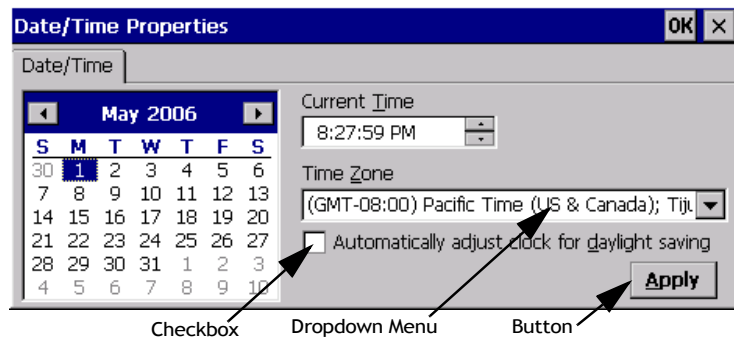 Date/Time Properties OK ×
Date/Time
May 2006
S M T W T F S
30 1 2 3 4 5 6
7 8 9 10 11 12 13
14 15 16 17 18 19 20
21 22 23 24 25 26 27
28 29 30 31 1 2 3
4 5 6 7 8 9 10
Current Time
8:27:59 PM
Time Zone
(GMT-08:00) Pacific Time (US & Canada); Tiju
Automatically adjust clock for daylight saving
Apply
Checkbox
Dropdown Menu
Button